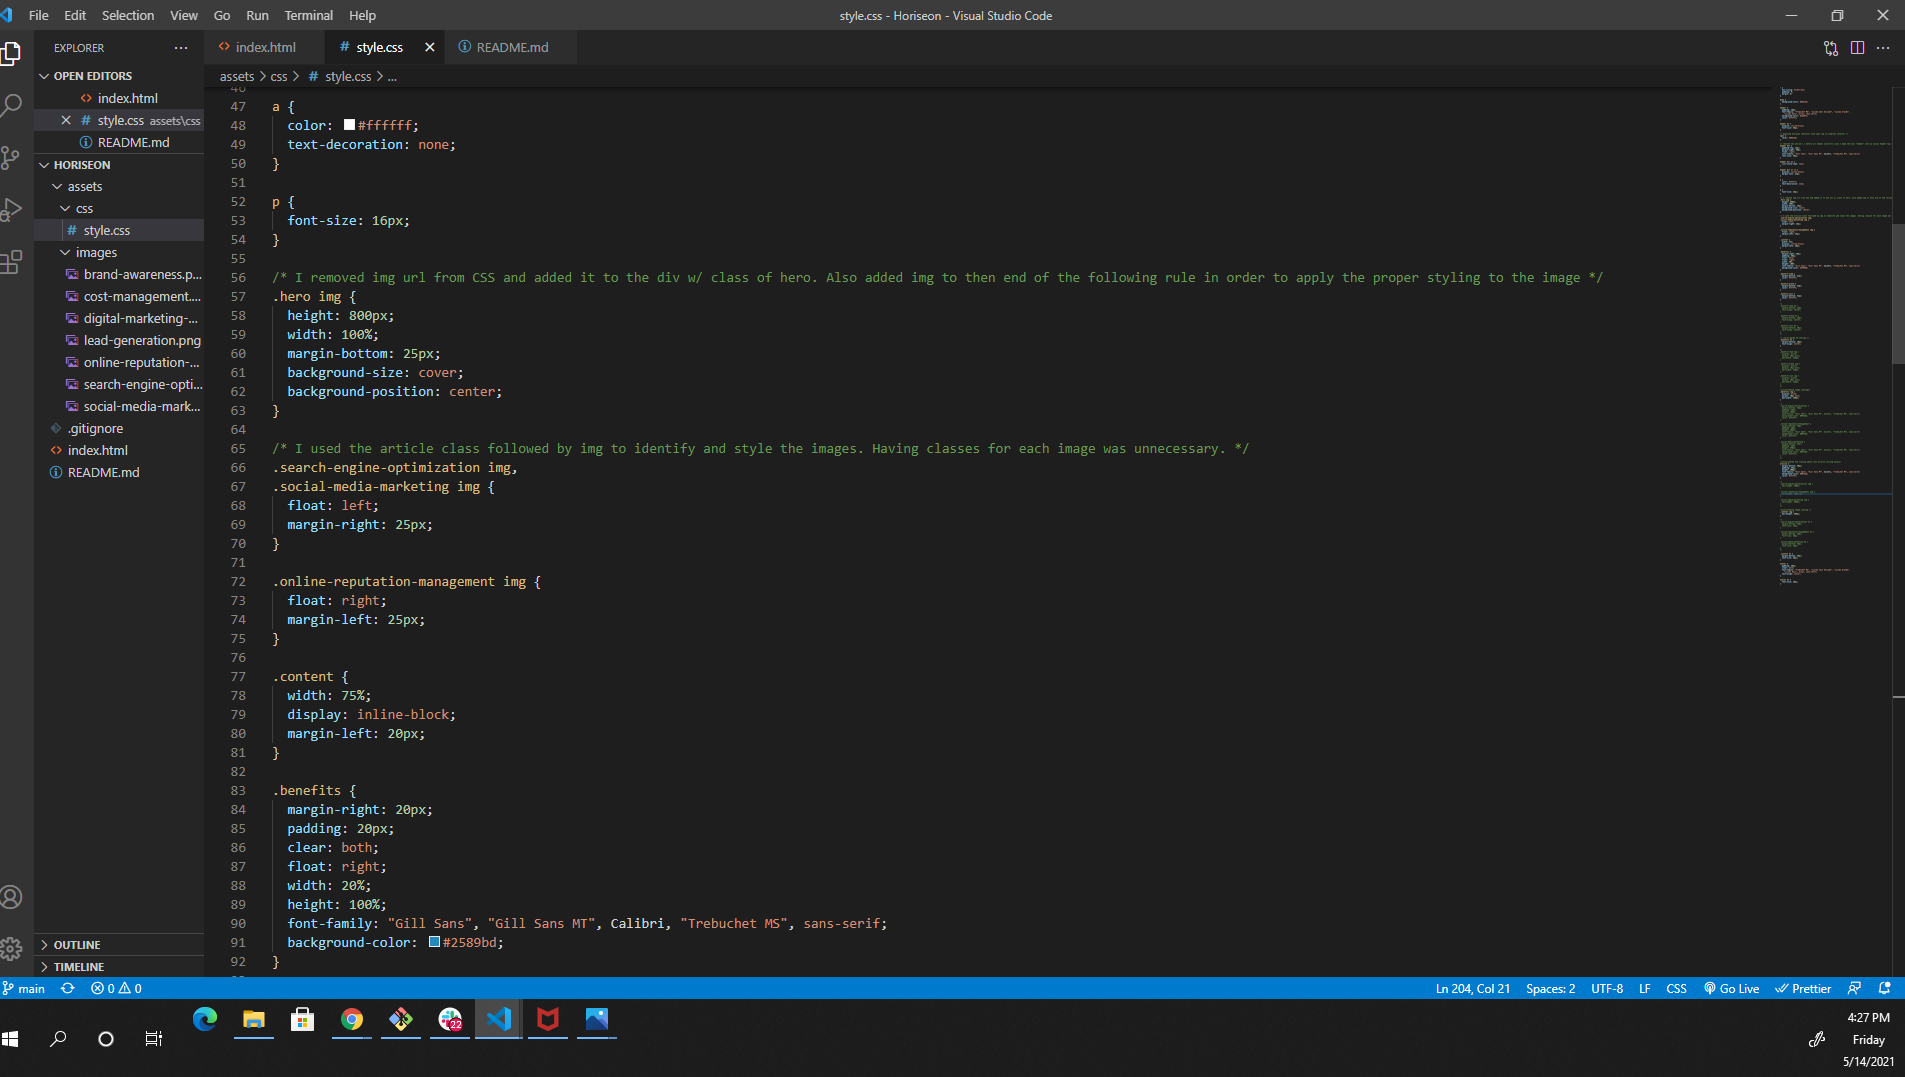 File Edit Selection View Go Run Terminal Help
style.css - Horiseon - Visual Studio Code
EXPLORER
index.html
style.css
README.md
OPEN EDITORS
index.html
style.css assets\css
README.md
HORISEON
assets
css
style.css
images
brand-awareness.p...
cost-management....
digital-marketing-...
lead-generation.png
online-reputation-...
search-engine-opti...
social-media-mark...
.gitignore
index.html
README.md
OUTLINE
TIMELINE
assets > css > # style.css > ...
46
47 a {
48 color: #ffffff;
49 text-decoration: none;
50 }
51
52 p {
53 font-size: 16px;
54 }
55
56 /* I removed img url from CSS and added it to the div w/ class of hero. Also added img to then end of the following rule in order to apply the proper styling to the image */
57 .hero img {
58 height: 800px;
59 width: 100%;
60 margin-bottom: 25px;
61 background-size: cover;
62 background-position: center;
63 }
64
65 /* I used the article class followed by img to identify and style the images. Having classes for each image was unnecessary. */
66 .search-engine-optimization img,
67 .social-media-marketing img {
68 float: left;
69 margin-right: 25px;
70 }
71
72 .online-reputation-management img {
73 float: right;
74 margin-left: 25px;
75 }
76
77 .content {
78 width: 75%;
79 display: inline-block;
80 margin-left: 20px;
81 }
82
83 .benefits {
84 margin-right: 20px;
85 padding: 20px;
86 clear: both;
87 float: right;
88 width: 20%;
89 height: 100%;
90 font-family: "Gill Sans", "Gill Sans MT", Calibri, "Trebuchet MS", sans-serif;
91 background-color: #2589bd;
92 }
main 0 0 Ln 204, Col 21 Spaces: 2 UTF-8 LF CSS Go Live Prettier
22
4:27 PM
Friday
5/14/2021